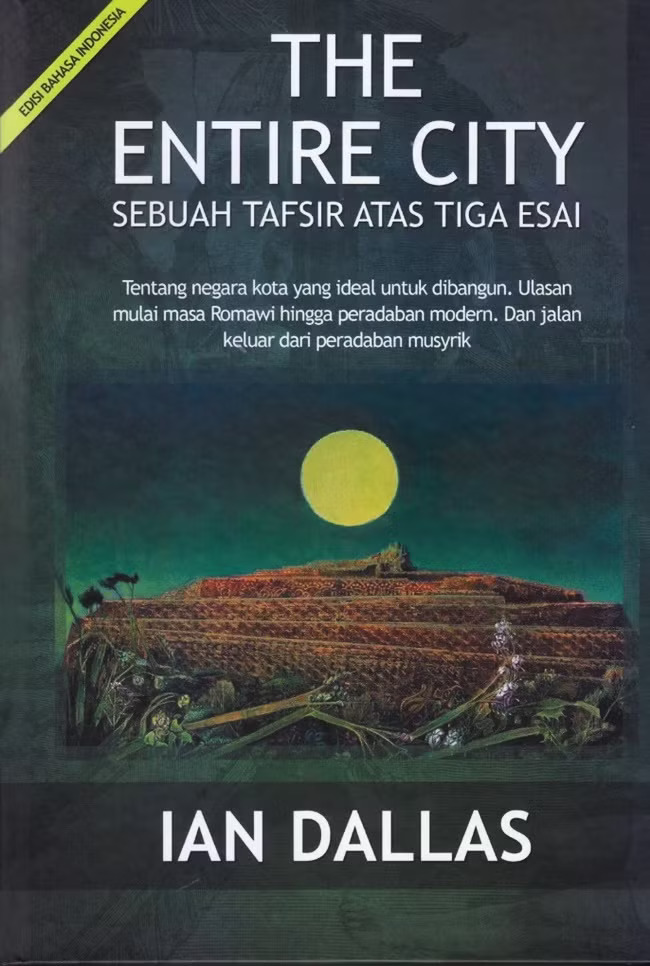 EDISI BAHASA INDONESIA
THE
ENTIRE CITY
SEBUAH TAFSIR ATAS TIGA ESAI
Tentang negara kota yang ideal untuk dibangun. Ulasan
mulai masa Romawi hingga peradaban modern. Dan jalan
keluar dari peradaban musyrik
IAN DALLAS